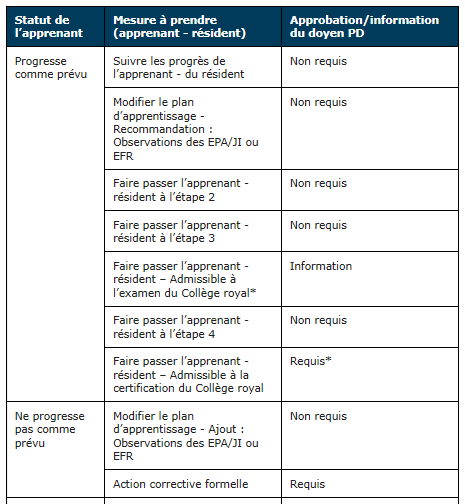 Statut de
l’apprenant
Mesure à prendre
(apprenant - résident)
Approbation/information
du doyen PD
Progresse
comme prévu
Suivre les progrès de
l’apprenant - du résident
Non requis
Modifier le plan
d’apprentissage -
Recommandation :
Observations des EPA/JI ou
EFR
Non requis
Faire passer l’apprenant -
résident à l’étape 2
Non requis
Faire passer l’apprenant -
résident à l’étape 3
Non requis
Faire passer l’apprenant -
résident – Admissible à
l’examen du Collège royal*
Information
Faire passer l’apprenant -
résident à l’étape 4
Non requis
Faire passer l’apprenant -
résident – Admissible à la
certification du Collège royal
Requis*
Ne progresse
pas comme
prévu
Modifier le plan
d’apprentissage - Ajout :
Observations des EPA/JI ou
EFR
Non requis
Action corrective formelle
Requis